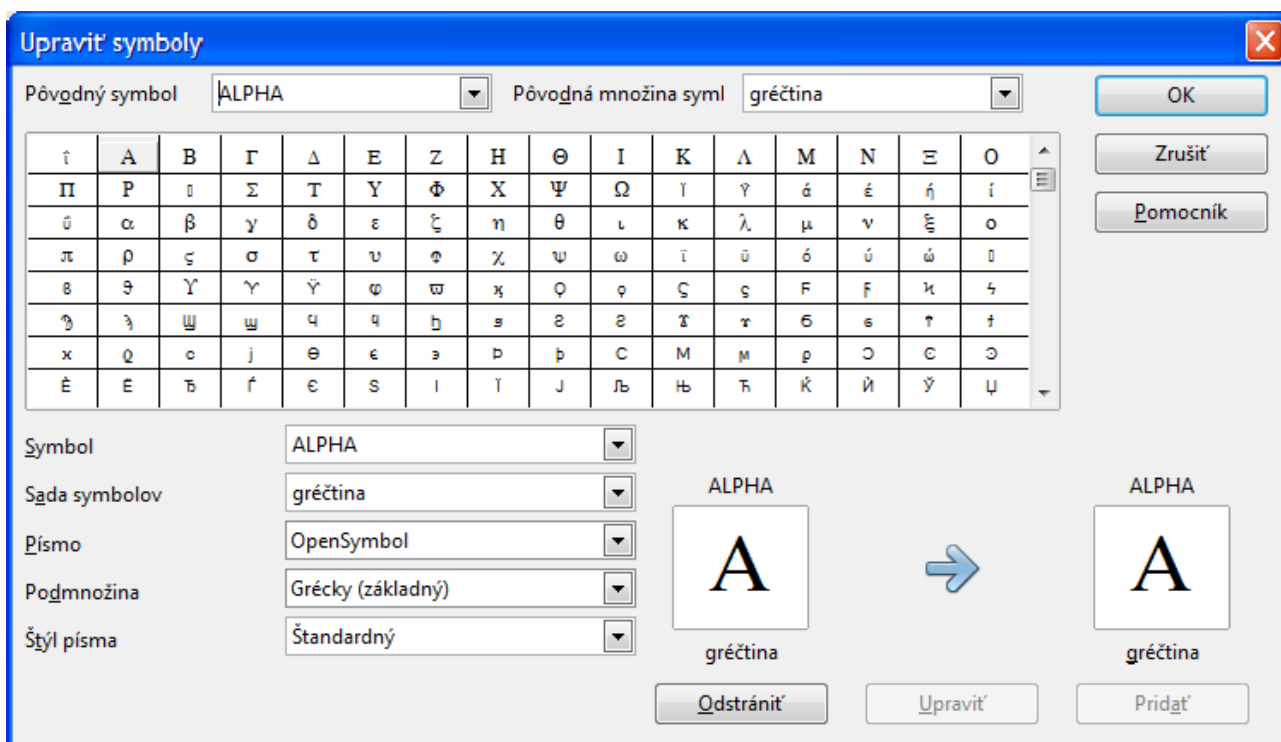 Upraviť symboly
Pôvodný symbol ALPHA Pôvodná množina syml gréčtina OK
ΐ Α Β Γ Δ Ε Ζ Η Θ Ι Κ Λ Μ Ν Ξ Ο Zrušiť
Π Ρ Σ Τ Υ Φ Χ Ψ Ω Ϊ Ϋ ά έ ή ί
ΰ α β γ δ ε ζ η θ ι κ λ μ ν ξ ο Pomocník
π ρ ς σ τ υ φ χ ψ ω ϊ ϋ ό ύ ώ
ϐ ϑ ϒ ϓ ϔ ϕ ϖ ϗ Ϙ ϙ Ϛ ϛ Ϝ ϝ Ϟ ϟ
Ϡ ϡ Ϣ ϣ Ϥ ϥ Ϧ ϧ Ϩ ϩ Ϫ ϫ Ϭ ϭ Ϯ ϯ
ϰ ϱ ϲ ϳ ϴ ϵ ϶ Ϸ ϸ Ϲ Ϻ ϻ ϼ Ͻ Ͼ Ͽ
Ѐ Ё Ђ Ѓ Є Ѕ І Ї Ј Љ Њ Ћ Ќ Ѝ Ў Џ
Symbol ALPHA
Sada symbolov gréčtina ALPHA ALPHA
Písmo OpenSymbol
Podmnožina Grécky (základný) Α Α
Štýl písma Štandardný
gréčtina gréčtina
Odstrániť Upraviť Pridať